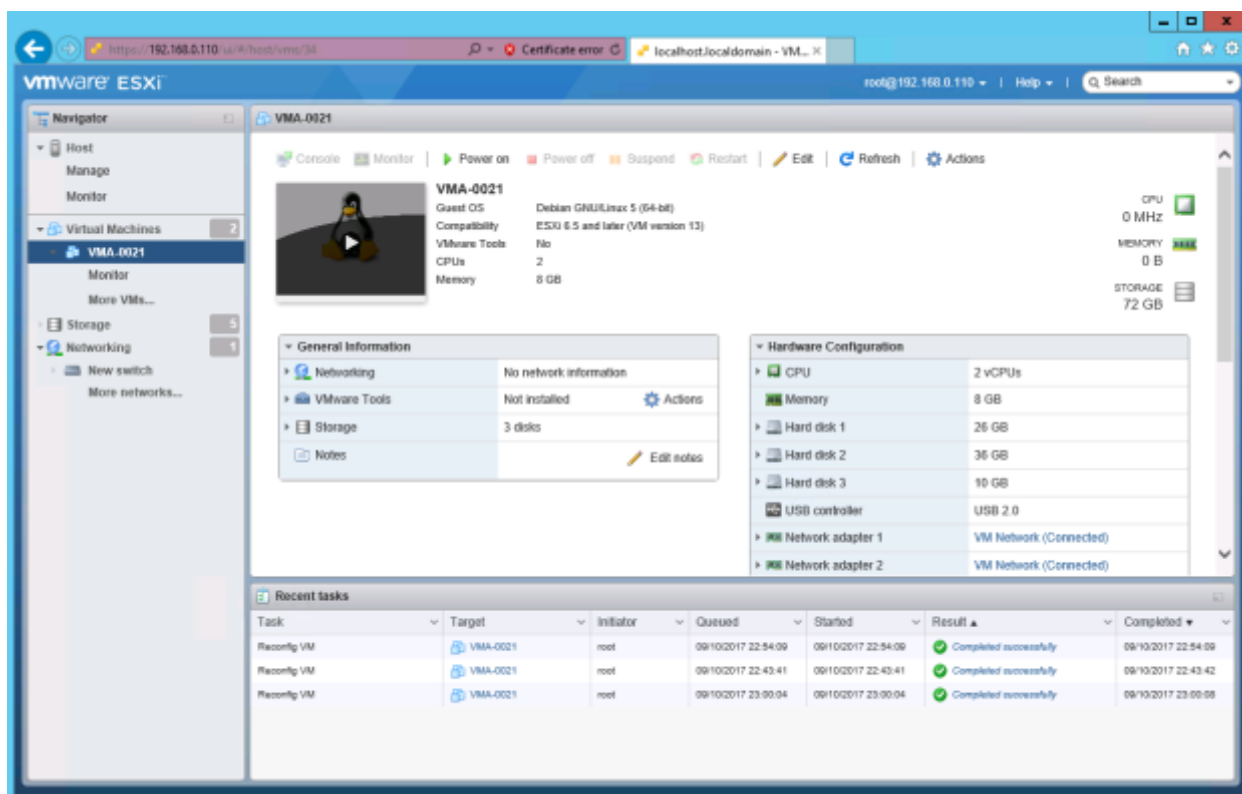 https://192.168.0.110/ui/#/host/vms/34
Certificate error
localhost.localdomain - VM...
vmware ESXi
root@192.168.0.110
Help
Search
Navigator
Host
Manage
Monitor
Virtual Machines 2
VMA-0021
Monitor
More VMs...
Storage 5
Networking 1
New switch
More networks...
VMA-0021
Console Monitor Power on Power off Suspend Restart Edit Refresh Actions
VMA-0021
Guest OS Debian GNU/Linux 5 (64-bit)
Compatibility ESXi 6.5 and later (VM version 13)
VMware Tools No
CPUs 2
Memory 8 GB
CPU
0 MHz
MEMORY
0 B
STORAGE
72 GB
General Information
Networking No network information
VMware Tools Not installed Actions
Storage 3 disks
Notes Edit notes
Hardware Configuration
CPU 2 vCPUs
Memory 8 GB
Hard disk 1 26 GB
Hard disk 2 36 GB
Hard disk 3 10 GB
USB controller USB 2.0
Network adapter 1 VM Network (Connected)
Network adapter 2 VM Network (Connected)
Recent tasks
Task Target Initiator Queued Started Result Completed
Reconfig VM VMA-0021 root 09/10/2017 22:54:09 09/10/2017 22:54:09 Completed successfully 09/10/2017 22:54:09
Reconfig VM VMA-0021 root 09/10/2017 22:43:41 09/10/2017 22:43:41 Completed successfully 09/10/2017 22:43:42
Reconfig VM VMA-0021 root 09/10/2017 23:00:04 09/10/2017 23:00:04 Completed successfully 09/10/2017 23:00:08